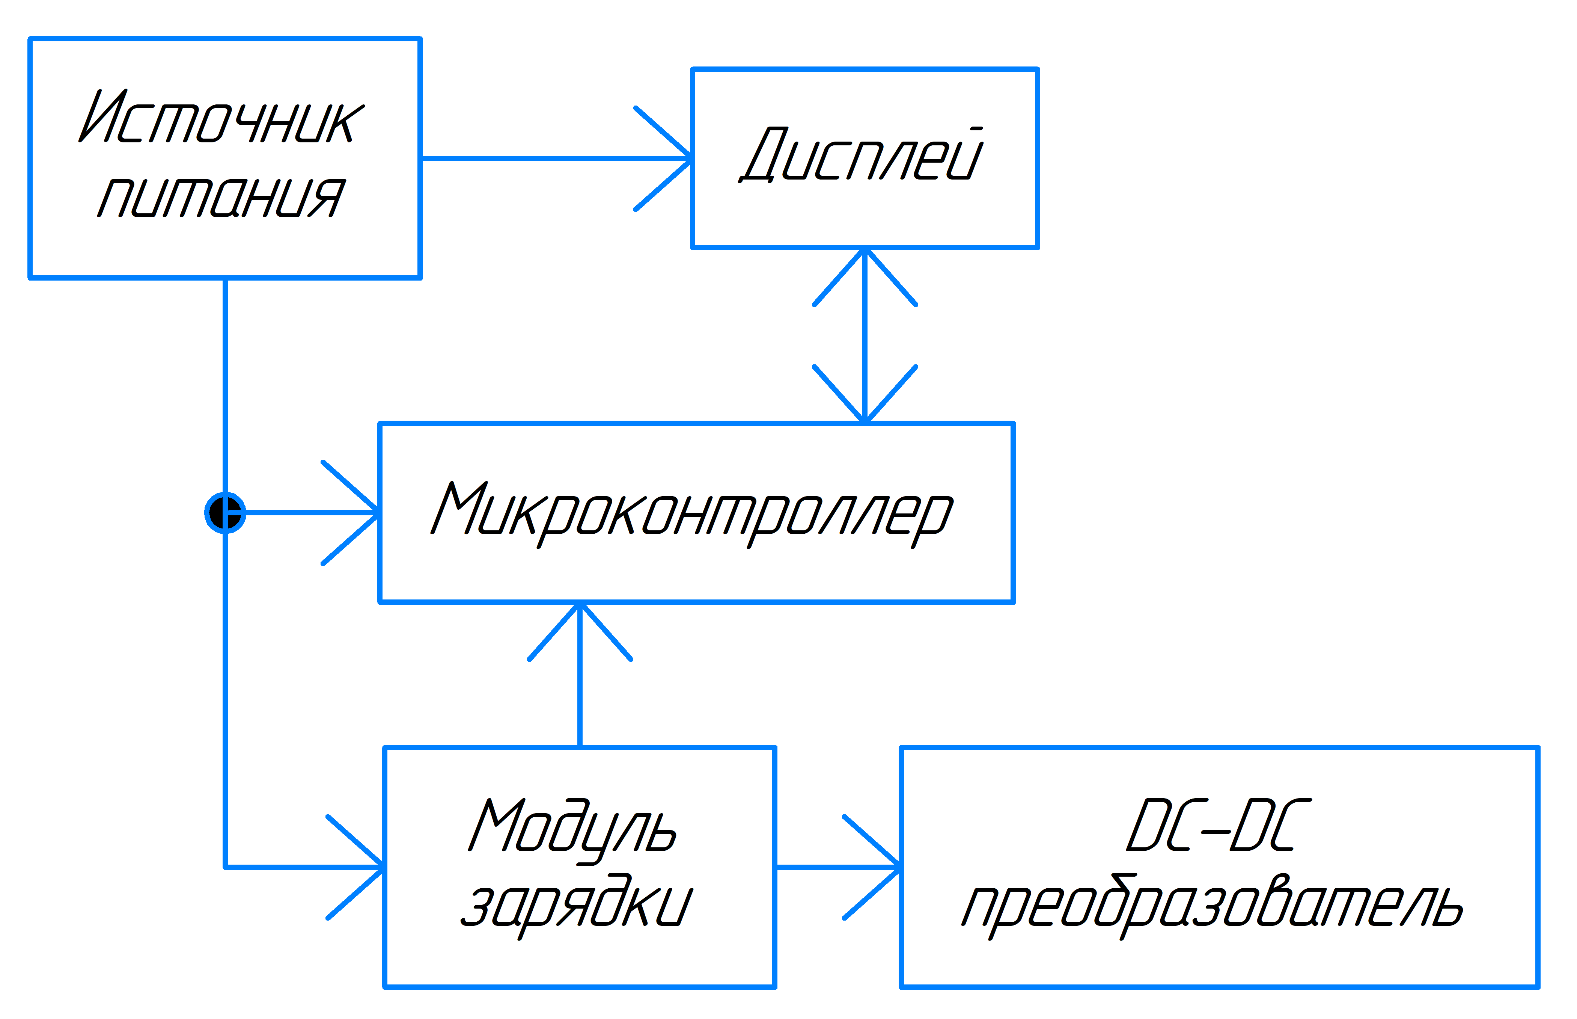 Источник
питания
Дисплей
Микроконтроллер
Модуль
зарядки
DC-DC
преобразователь